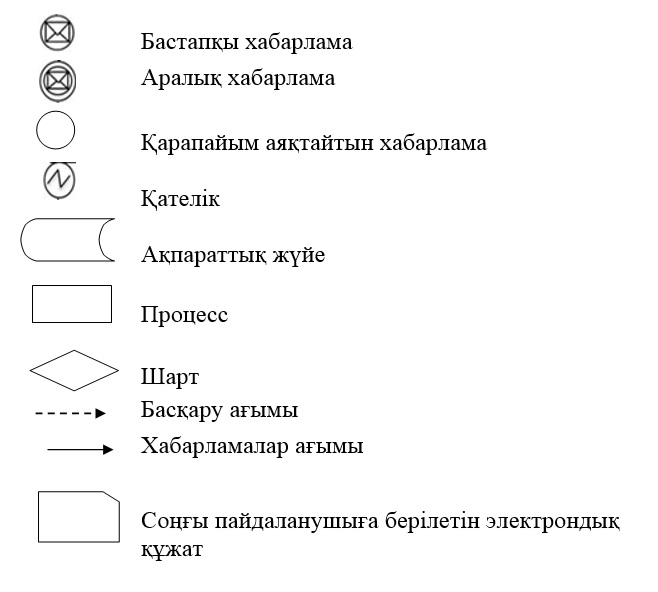 Бастапқы хабарлама
Аралық хабарлама
Қарапайым аяқтайтын хабарлама
Қателік
Ақпараттық жүйе
Процесс
Шарт
Басқару ағымы
Хабарламалар ағымы
Соңғы пайдаланушыға берілетін электрондық
құжат